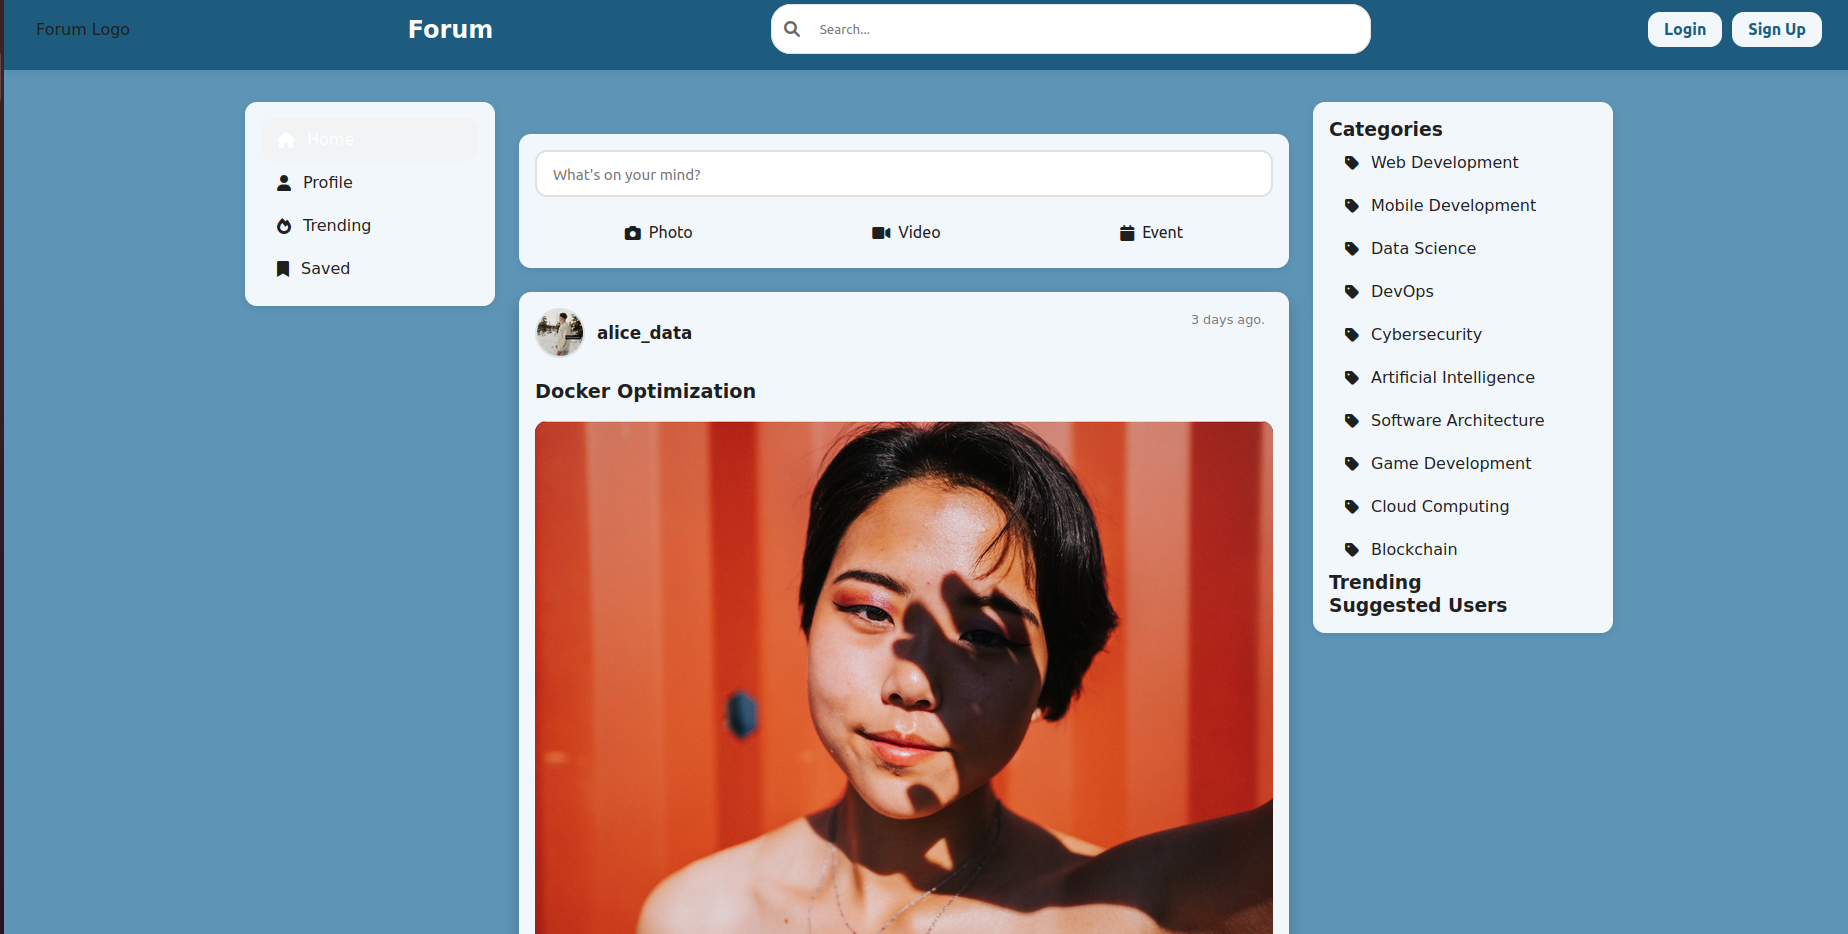 Forum Logo
Forum
Search...
Login
Sign Up
Home
Profile
Trending
Saved
What's on your mind?
Photo
Video
Event
alice_data
3 days ago.
Docker Optimization
Categories
Web Development
Mobile Development
Data Science
DevOps
Cybersecurity
Artificial Intelligence
Software Architecture
Game Development
Cloud Computing
Blockchain
Trending
Suggested Users